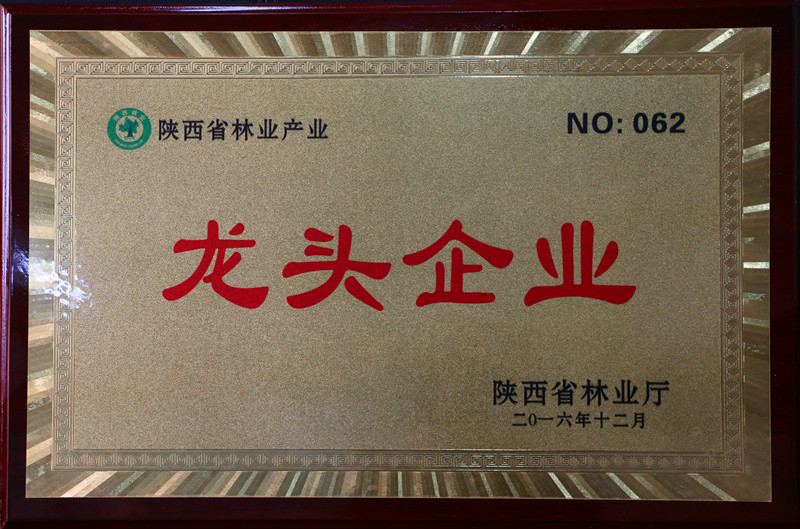 陕西省林业产业
NO: 062
龙头企业
陕西省林业厅
二0一六年十二月